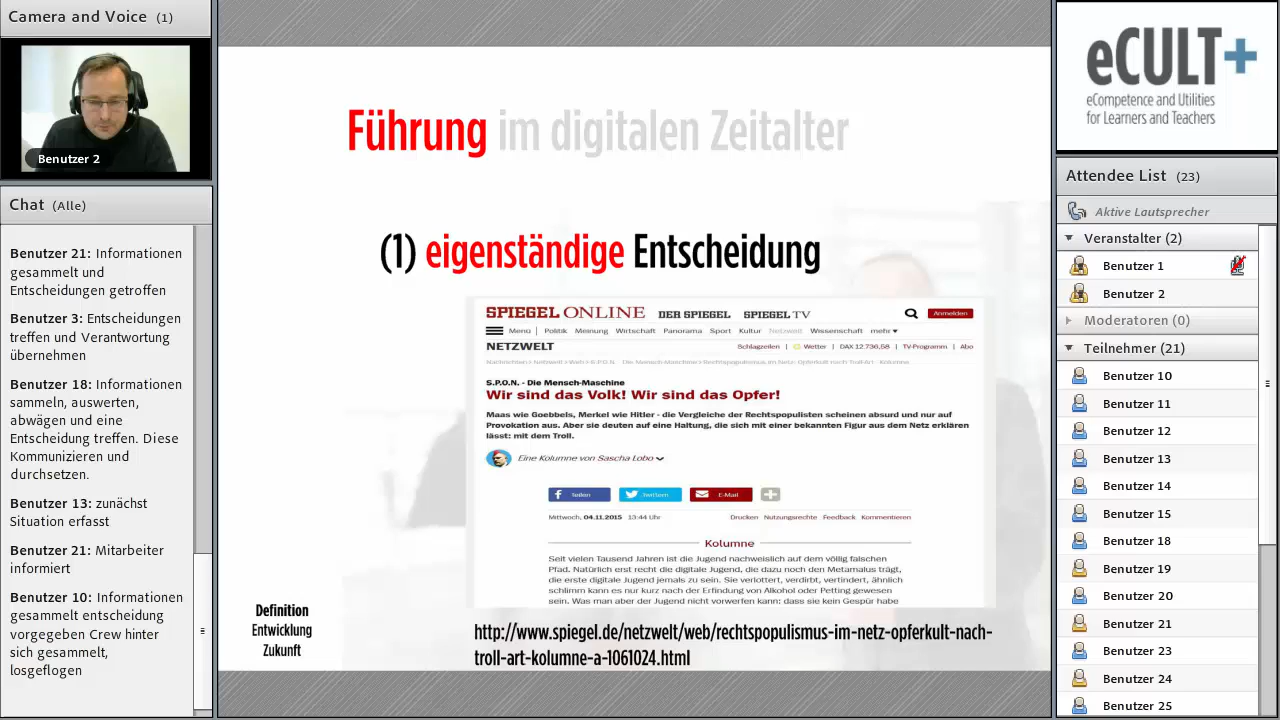 Camera and Voice (1)
Benutzer 2
Chat (Alle)
Benutzer 21: Informationen
gesammelt und
Entscheidungen getroffen
Benutzer 3: Entscheidungen
treffen und Verantwortung
übernehmen
Benutzer 18: Informationen
sammeln, auswerten,
abwägen und eine
Entscheidung treffen. Diese
Kommunizieren und
durchsetzen.
Benutzer 13: zunächst
Situation erfasst
Benutzer 21: Mitarbeiter
informiert
Benutzer 10: Informationen
gesammelt entscheidung
vorgegeben Crew hinter
sich gesammelt,
losgeflogen
Führung im digitalen Zeitalter
(1) eigenständige Entscheidung
SPIEGEL ONLINE DER SPIEGEL SPIEGEL TV
Anmelden
Menü | Politik Meinung Wirtschaft Panorama Sport Kultur Netzwelt Wissenschaft mehr
NETZWELT
Schlagzeilen | Wetter | DAX 12.736,58 | TV-Programm | Abo
Nachrichten > Netzwelt > Web > S.P.O.N. - Die Mensch-Maschine > Rechtspopulismus im Netz: Opferkult nach Troll-Art - Kolumne
S.P.O.N. - Die Mensch-Maschine
Wir sind das Volk! Wir sind das Opfer!
Maas wie Goebbels, Merkel wie Hitler - die Vergleiche der Rechtspopulisten scheinen absurd und nur auf
Provokation aus. Aber sie deuten auf eine Haltung, die sich mit einer bekannten Figur aus dem Netz erklären
lässt: mit dem Troll.
Eine Kolumne von Sascha Lobo
Teilen
Twittern
E-Mail
Mittwoch, 04.11.2015 13:44 Uhr
Drucken Nutzungsrechte Feedback Kommentieren
Kolumne
Seit vielen Tausend Jahren ist die Jugend nachweislich auf dem völlig falschen
Pfad. Natürlich erst recht die digitale Jugend, die dazu noch den Metamalus trägt,
die erste digitale Jugend jemals zu sein. Sie verlottert, verdirbt, vertindert, ähnlich
schlimm kann es nur kurz nach der Erfindung von Alkohol oder Petting gewesen
sein. Was man aber der Jugend nicht vorwerfen kann: dass sie kein Gespür habe
http://www.spiegel.de/netzwelt/web/rechtspopulismus-im-netz-opferkult-nach-
troll-art-kolumne-a-1061024.html
Definition
Entwicklung
Zukunft
eCULT+
eCompetence and Utilities
for Learners and Teachers
Attendee List (23)
Aktive Lautsprecher
Veranstalter (2)
Benutzer 1
Benutzer 2
Moderatoren (0)
Teilnehmer (21)
Benutzer 10
Benutzer 11
Benutzer 12
Benutzer 13
Benutzer 14
Benutzer 15
Benutzer 18
Benutzer 19
Benutzer 20
Benutzer 21
Benutzer 23
Benutzer 24
Benutzer 25